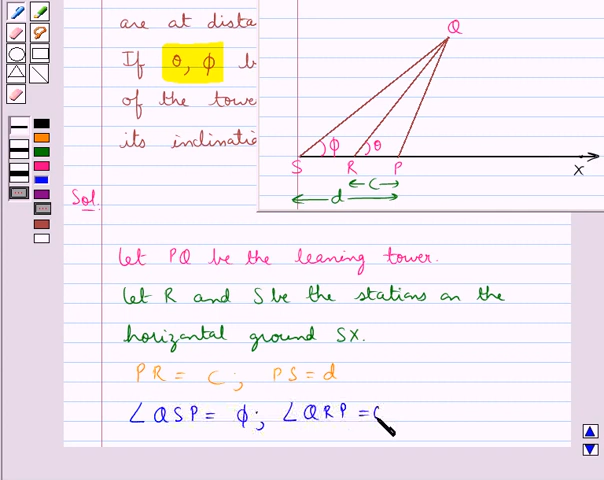 are at dista
If θ, φ b
of the towe
its inclinati
Q
φ
θ
S R P
X
c
d
Sol.
Let PQ be the leaning tower.
Let R and S be the stations on the
horizontal ground SX.
PR = c; PS = d
∠QSP = φ; ∠QRP =